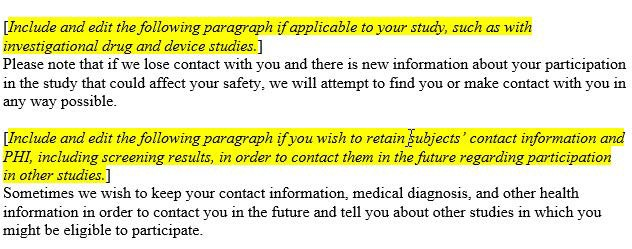 [Include and edit the following paragraph if applicable to your study, such as with
investigational drug and device studies.]
Please note that if we lose contact with you and there is new information about your participation
in the study that could affect your safety, we will attempt to find you or make contact with you in
any way possible.
[Include and edit the following paragraph if you wish to retain subjects' contact information and
PHI, including screening results, in order to contact them in the future regarding participation
in other studies.]
Sometimes we wish to keep your contact information, medical diagnosis, and other health
information in order to contact you in the future and tell you about other studies in which you
might be eligible to participate.